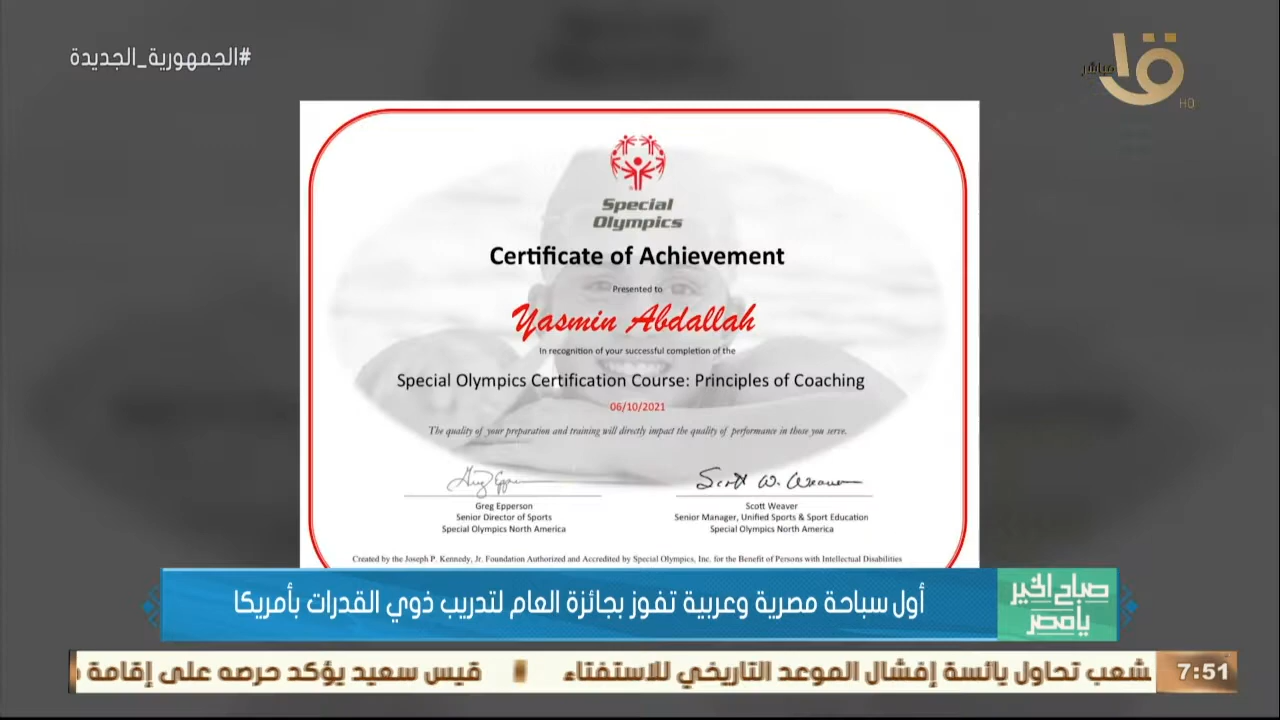 #الجمهورية_الجديدة
مباشر
HD
Special
Olympics
Certificate of Achievement
Presented to
Yasmin Abdallah
In recognition of your successful completion of the
Special Olympics Certification Course: Principles of Coaching
06/10/2021
The quality of your preparation and training will directly impact the quality of performance in those you serve.
Greg Epperson
Senior Director of Sports
Special Olympics North America
Scott W. Weaver
Scott Weaver
Senior Manager, Unified Sports & Sport Education
Special Olympics North America
Created by the Joseph P. Kennedy, Jr. Foundation Authorized and Accredited by Special Olympics, Inc. for the Benefit of Persons with Intellectual Disabilities
صباح الخير
يا مصر
أول سباحة مصرية وعربية تفوز بجائزة العام لتدريب ذوي القدرات بأمريكا
7:51
شعب تحاول يائسة إفشال الموعد التاريخي للاستفتاء
قيس سعيد يؤكد حرصه على إقامة